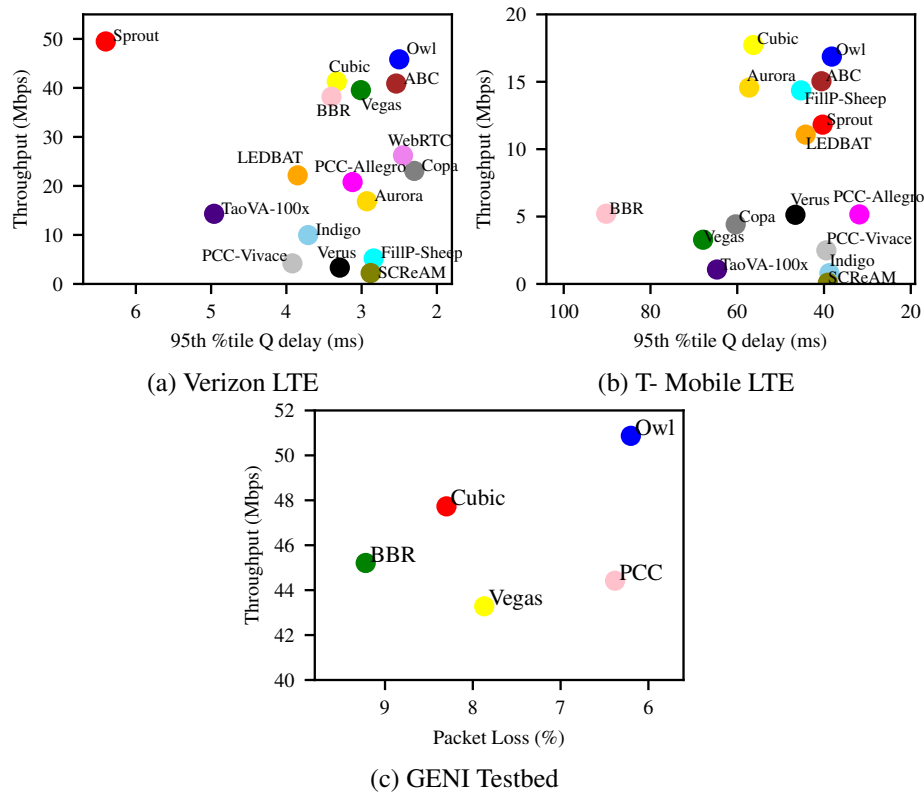 Throughput (Mbps)
50
40
30
20
10
0
Sprout
Owl
Cubic
ABC
BBR
Vegas
WebRTC
LEDBAT
PCC-Allegro
Copa
Aurora
TaoVA-100x
Indigo
PCC-Vivace
Verus
FillP-Sheep
SCReAM
6 5 4 3 2
95th %tile Q delay (ms)
(a) Verizon LTE
Throughput (Mbps)
20
15
10
5
0
Cubic
Owl
Aurora
ABC
FillP-Sheep
Sprout
LEDBAT
BBR
Verus
PCC-Allegro
Copa
Vegas
PCC-Vivace
TaoVA-100x
Indigo
SCReAM
100 80 60 40 20
95th %tile Q delay (ms)
(b) T- Mobile LTE
Throughput (Mbps)
52
50
48
46
44
42
40
Owl
Cubic
BBR
PCC
Vegas
9 8 7 6
Packet Loss (%)
(c) GENI Testbed